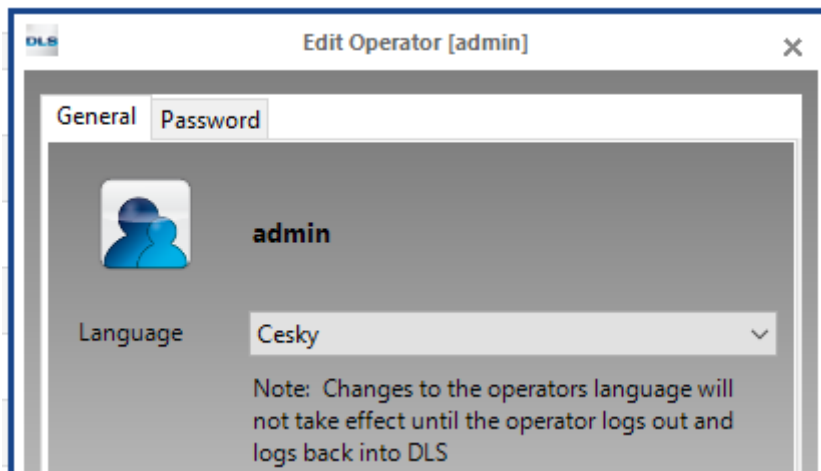 DLS
Edit Operator [admin]
General
Password
admin
Language
Cesky
Note:  Changes to the operators language will
not take effect until the operator logs out and
logs back into DLS